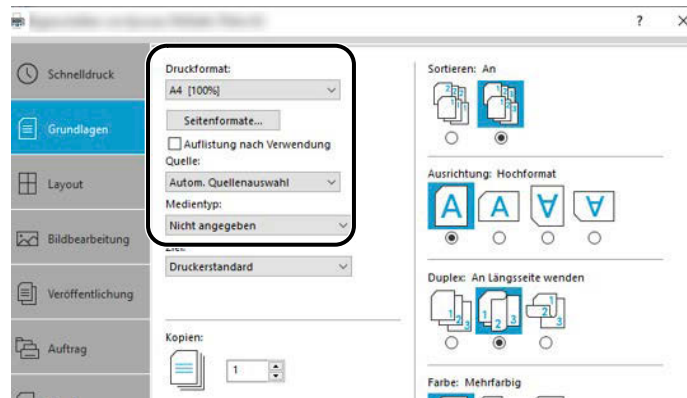 Schnelldruck
Grundlagen
Layout
Bildbearbeitung
Veröffentlichung
Auftrag
Druckformat:
A4 [100%]
Seitenformate...
Auflistung nach Verwendung
Quelle:
Autom. Quellenauswahl
Medientyp:
Nicht angegeben
Ziel:
Druckerstandard
Kopien:
1
Sortieren: An
Ausrichtung: Hochformat
Duplex: An Längsseite wenden
Farbe: Mehrfarbig